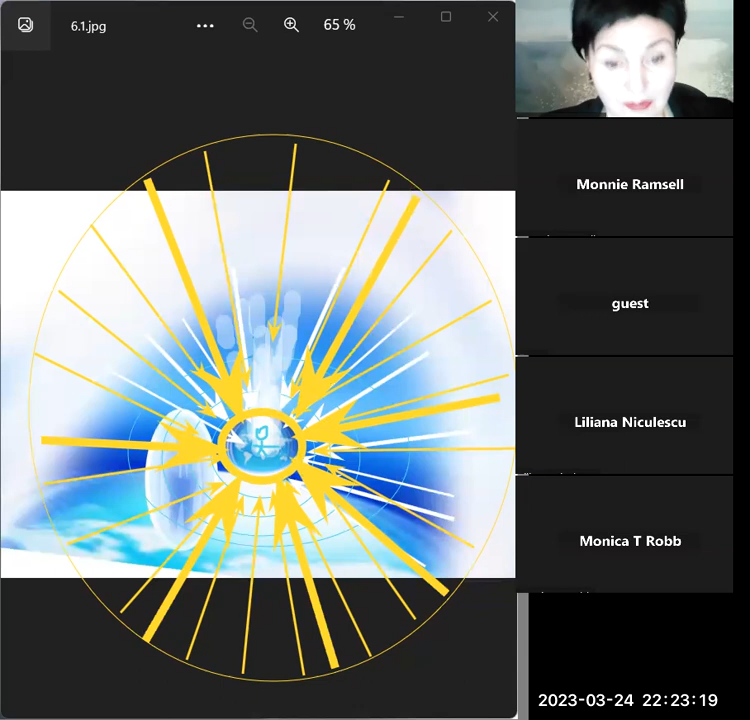 6.1.jpg
65 %
Monnie Ramsell
guest
Liliana Niculescu
Monica T Robb
2023-03-24 22:23:19